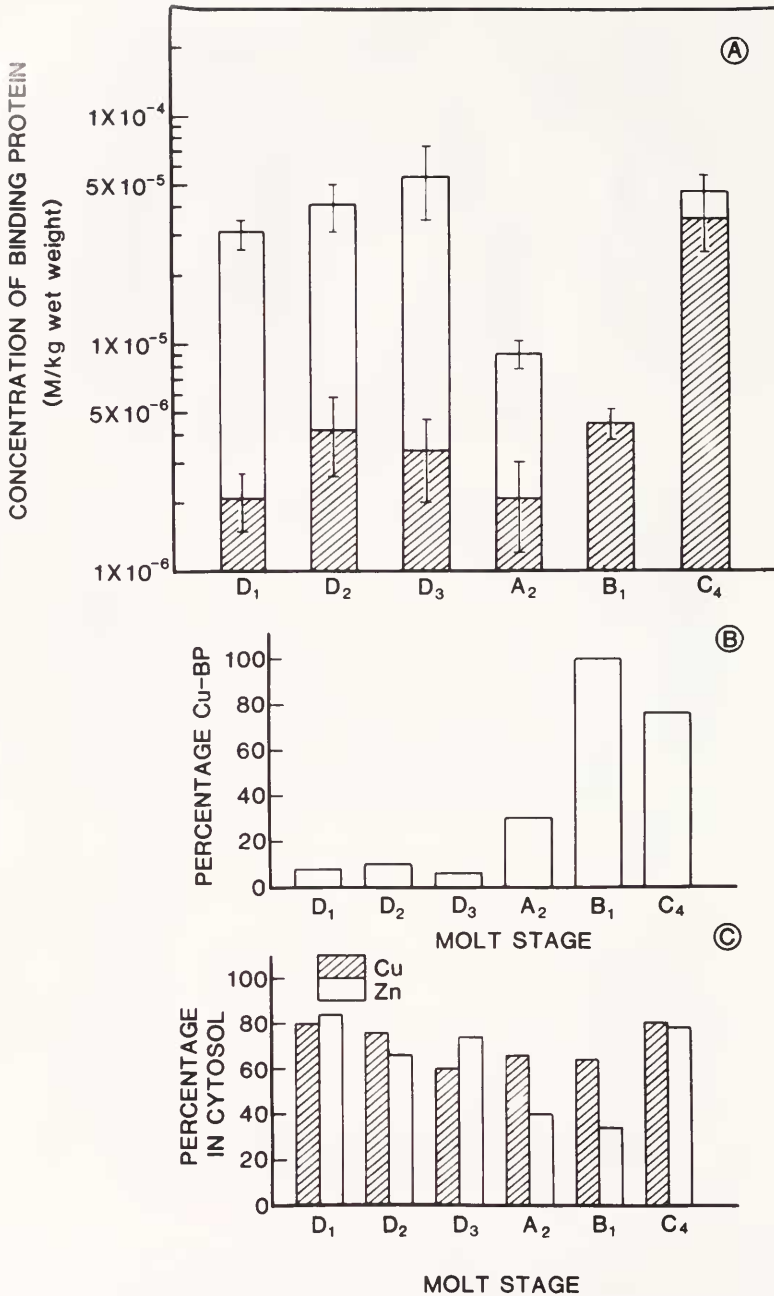 Ⓐ
CONCENTRATION OF BINDING PROTEIN
(M/kg wet weight)
1X10⁻⁴
5X10⁻⁵
1X10⁻⁵
5X10⁻⁶
1X10⁻⁶
D₁ D₂ D₃ A₂ B₁ C₄
Ⓑ
PERCENTAGE Cu-BP
100
80
60
40
20
0
D₁ D₂ D₃ A₂ B₁ C₄
MOLT STAGE
Ⓒ
Cu
Zn
PERCENTAGE
IN CYTOSOL
100
80
60
40
20
0
D₁ D₂ D₃ A₂ B₁ C₄
MOLT STAGE